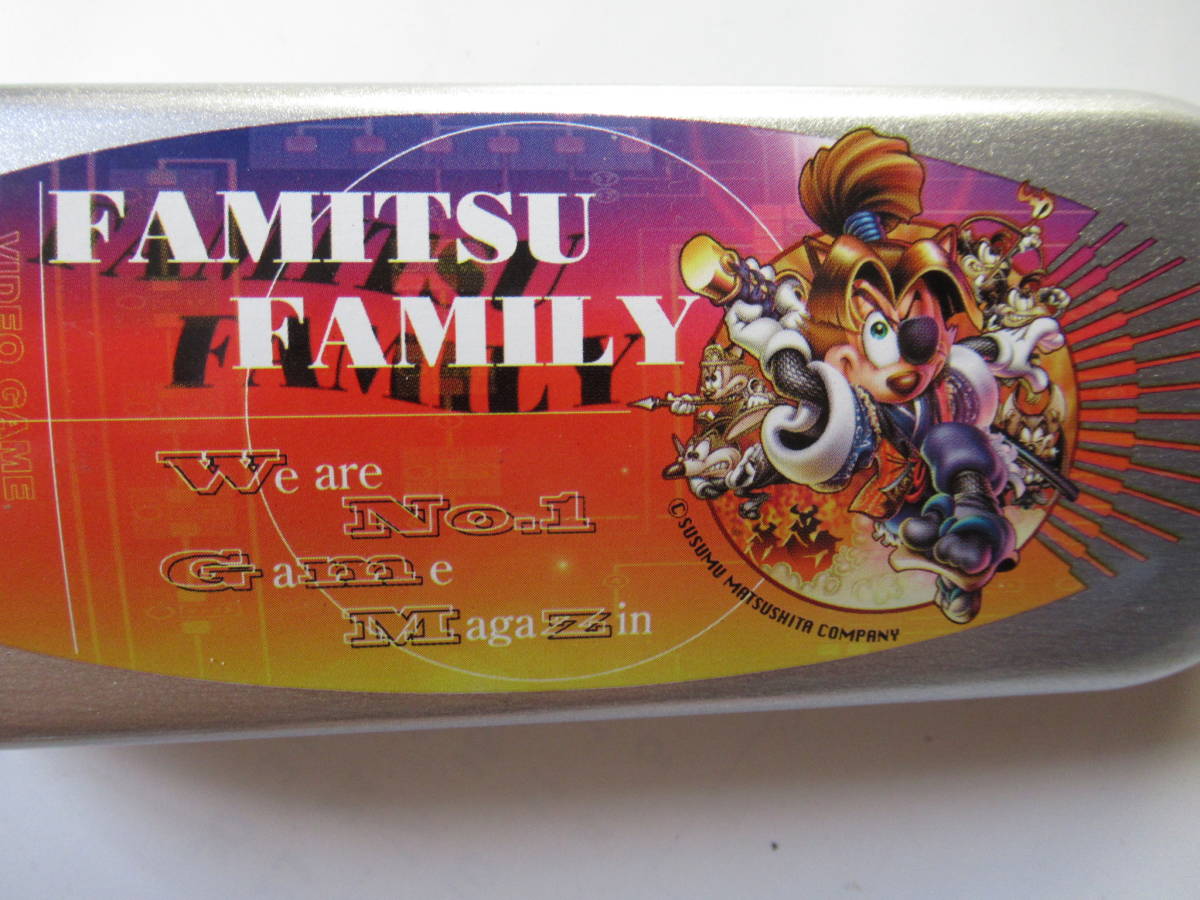 FAMITSU
FAMILY
We are
No.1
Game
Magazin
VIDEO GAME
©SUSUMU MATSUSHITA COMPANY